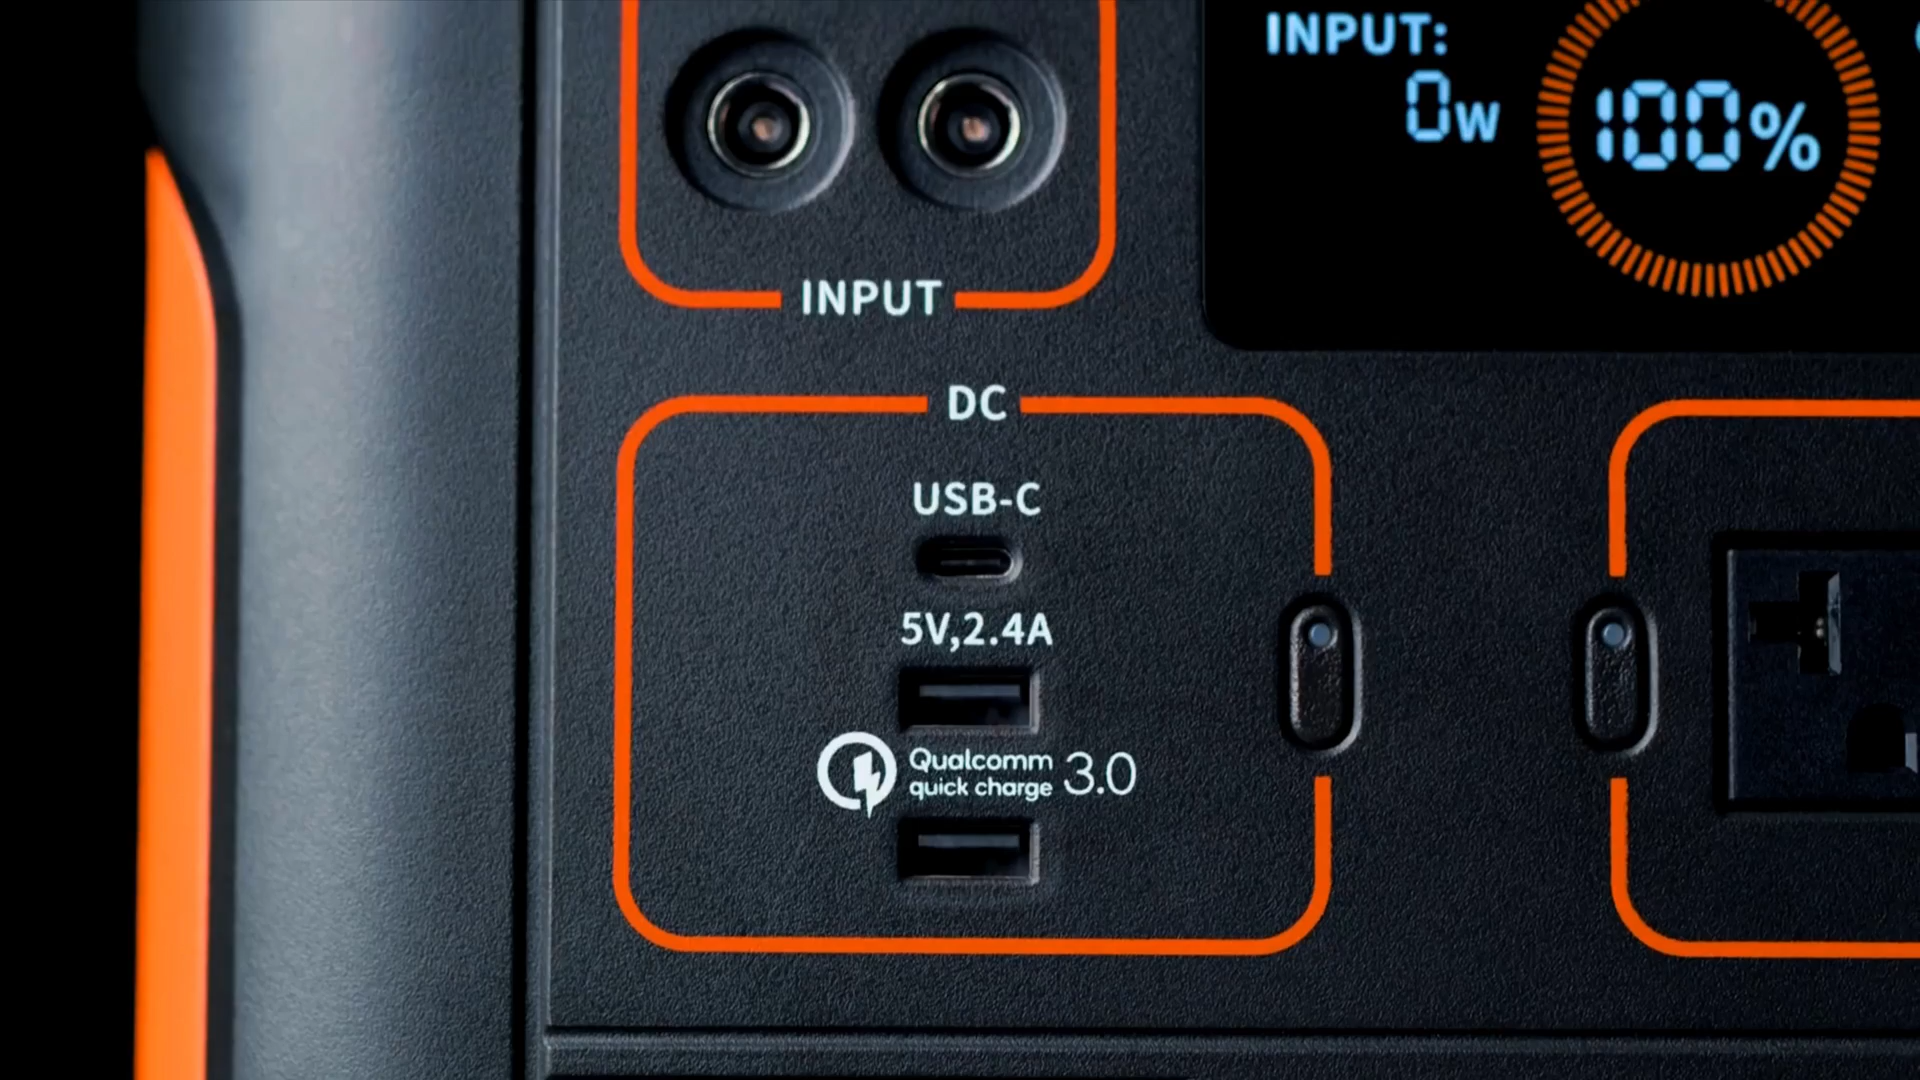 INPUT:
0W
100%
INPUT
DC
USB-C
5V,2.4A
Qualcomm
quick charge 3.0